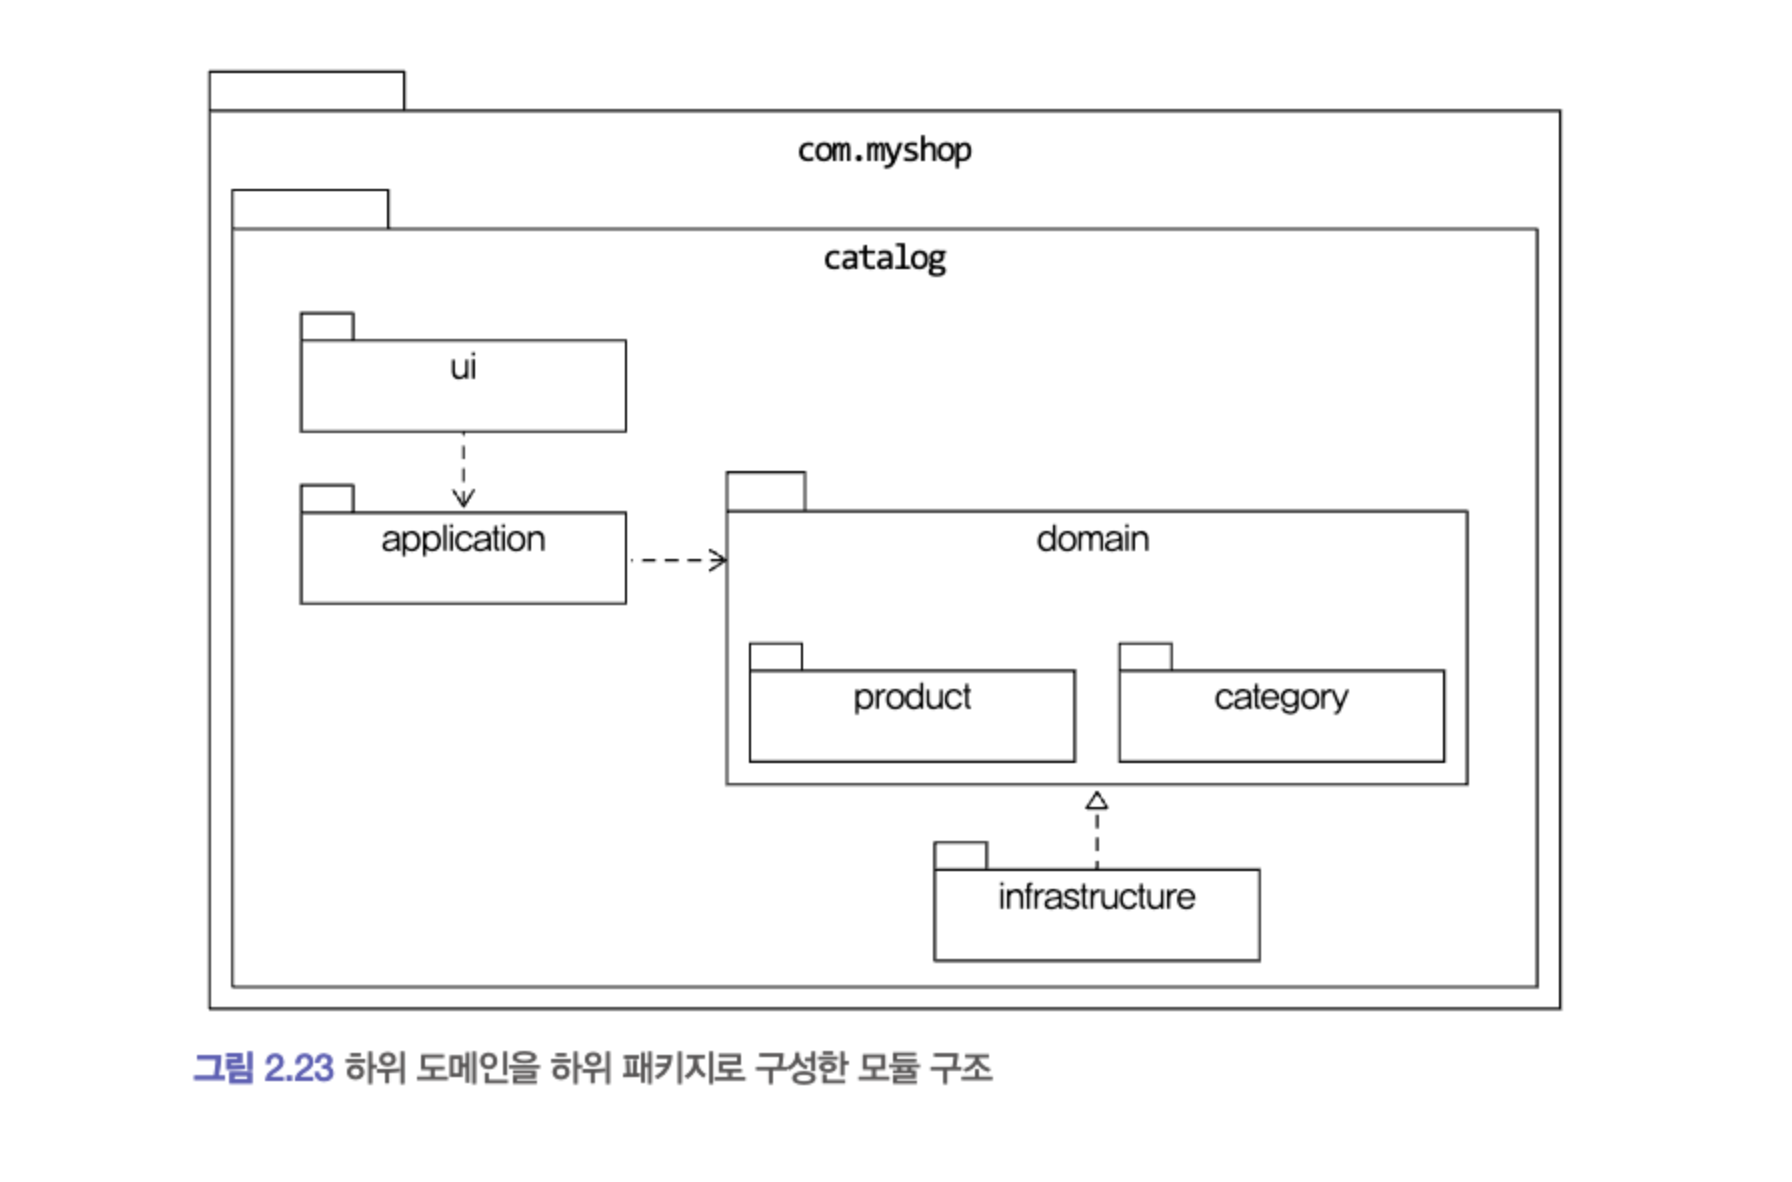 com.myshop
catalog
ui
application
domain
product
category
infrastructure
그림 2.23 하위 도메인을 하위 패키지로 구성한 모듈 구조